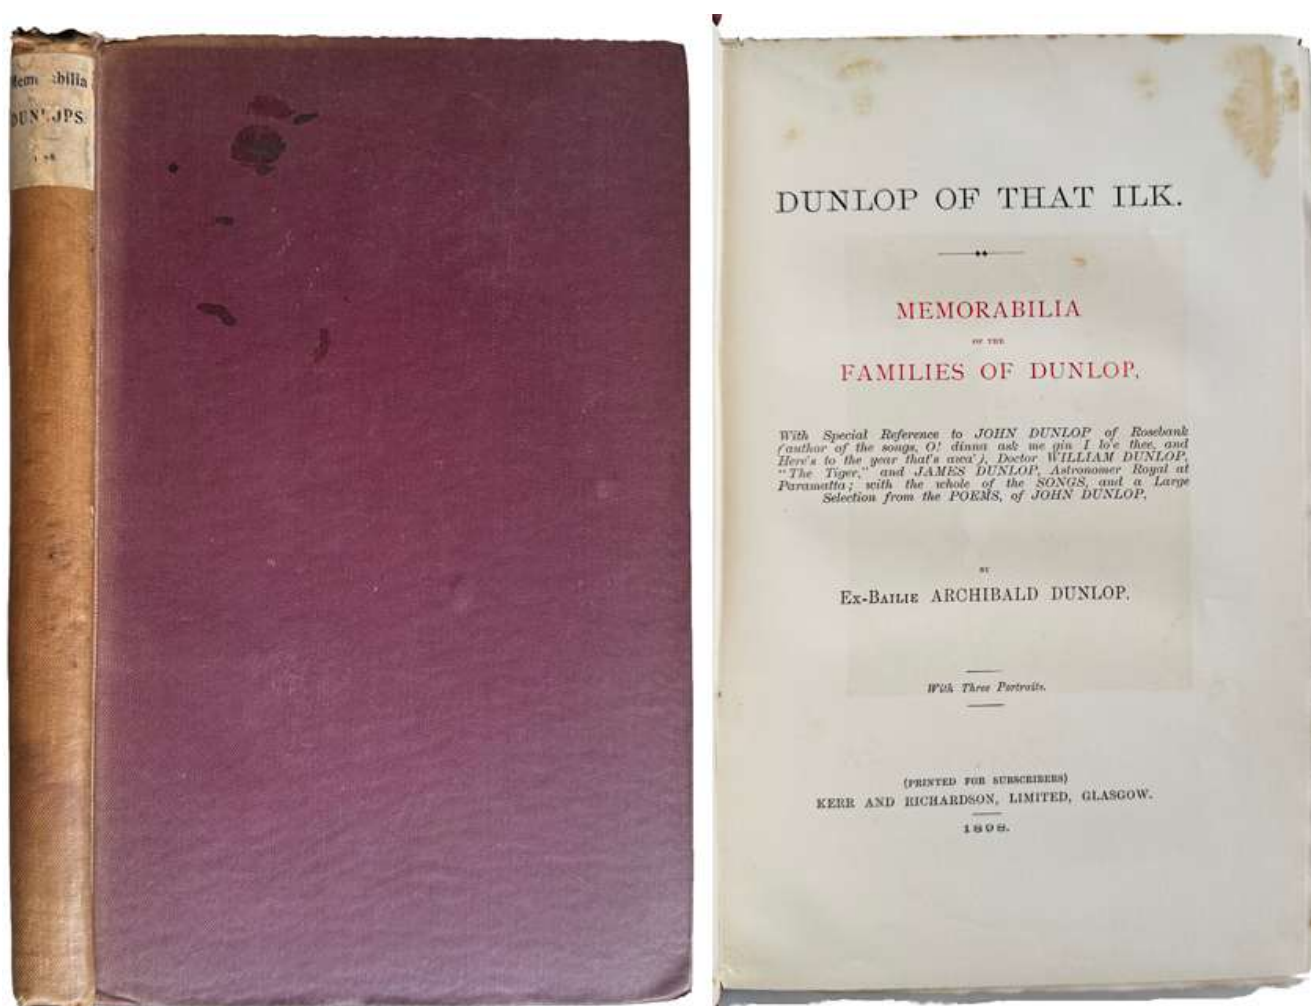 DUNLOPS
DUNLOP OF THAT ILK.
MEMORABILIA
OF THE
FAMILIES OF DUNLOP,
With Special Reference to JOHN DUNLOP of Rosebank
(author of the songs, O! dinna ask me gin I lo'e thee, and
Here's to the year that's awa'), Doctor WILLIAM DUNLOP,
"The Tiger," and JAMES DUNLOP, Astronomer Royal at
Paramatta; with the whole of the SONGS, and a Large
Selection from the POEMS, of JOHN DUNLOP.
BY
Ex-Bailie ARCHIBALD DUNLOP.
With Three Portraits.
(PRINTED FOR SUBSCRIBERS)
KERR AND RICHARDSON, LIMITED, GLASGOW.
1898.